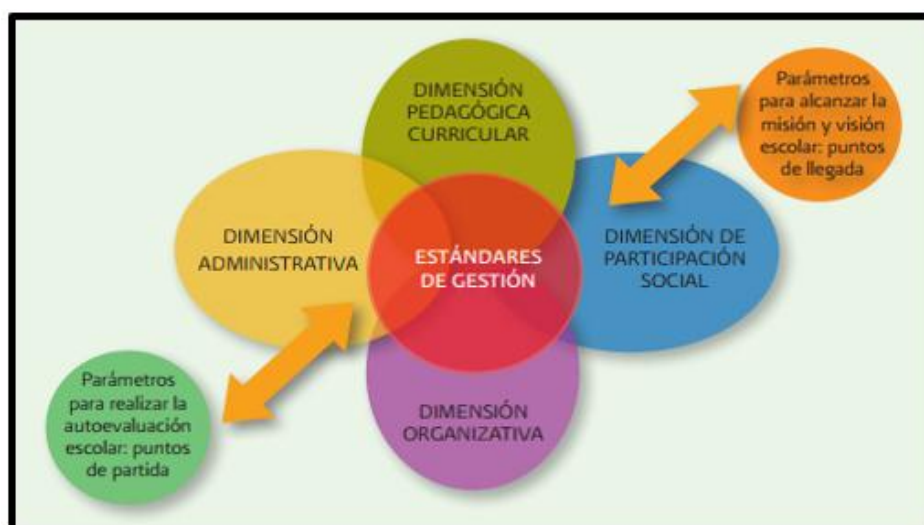 DIMENSIÓN
PEDAGÓGICA
CURRICULAR
Parámetros
para alcanzar la
misión y visión
escolar: puntos
de llegada
DIMENSIÓN
ADMINISTRATIVA
ESTÁNDARES
DE GESTIÓN
DIMENSIÓN DE
PARTICIPACIÓN
SOCIAL
Parámetros
para realizar la
autoevaluación
escolar: puntos
de partida
DIMENSIÓN
ORGANIZATIVA